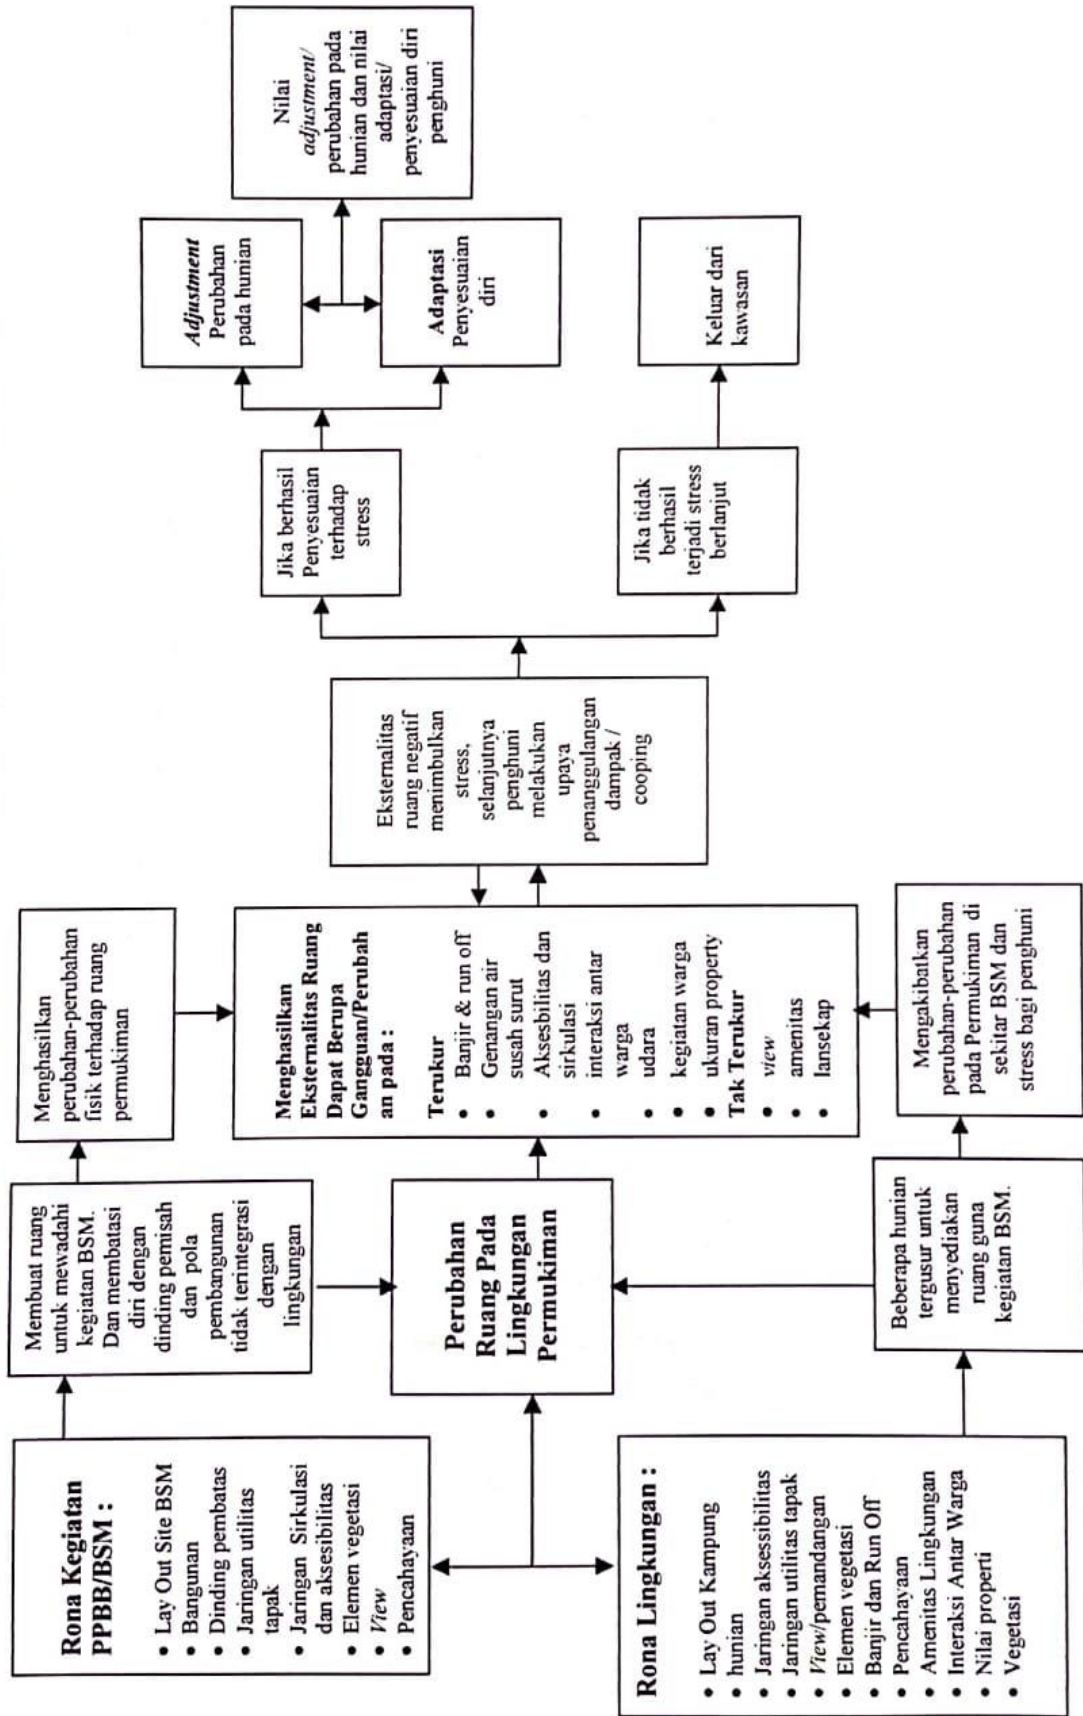 Rona Kegiatan
PPBB/BSM :
• Lay Out Site BSM
• Bangunan
• Dinding pembatas
• Jaringan utilitas
tapak
• Jaringan Sirkulasi
dan aksesibilitas
• Elemen vegetasi
• View
• Pencahayaan
Rona Lingkungan :
• Lay Out Kampung
• hunian
• Jaringan aksessibilitas
• Jaringan utilitas tapak
• View/pemandangan
• Elemen vegetasi
• Banjir dan Run Off
• Pencahayaan
• Amenitas Lingkungan
• Interaksi Antar Warga
• Nilai properti
• Vegetasi
Membuat ruang
untuk mewadahi
kegiatan BSM.
Dan membatasi
diri dengan
dinding pemisah
dan pola
pembangunan
tidak terintegrasi
dengan
lingkungan
Perubahan
Ruang Pada
Lingkungan
Permukiman
Beberapa hunian
tergusur untuk
menyediakan
ruang guna
kegiatan BSM.
Menghasilkan
perubahan-perubahan
fisik terhadap ruang
permukiman
Menghasilkan
Eksternalitas Ruang
Dapat Berupa
Gangguan/Perubah
an pada :
Terukur
• Banjir & run off
• Genangan air
susah surut
• Aksesbilitas dan
sirkulasi
• interaksi antar
warga
• udara
• kegiatan warga
• ukuran property
Tak Terukur
• view
• amenitas
• lansekap
Mengakibatkan
perubahan-perubahan
pada Permukiman di
sekitar BSM dan
stress bagi penghuni
Eksternalitas
ruang negatif
menimbulkan
stress,
selanjutnya
penghuni
melakukan
upaya
penanggulangan
dampak /
cooping
Jika berhasil
Penyesuaian
terhadap
stress
Jika tidak
berhasil
terjadi stress
berlanjut
Adjustment
Perubahan
pada hunian
Adaptasi
Penyesuaian
diri
Keluar dari
kawasan
Nilai
adjustment/
perubahan pada
hunian dan nilai
adaptasi/
penyesuaian diri
penghuni